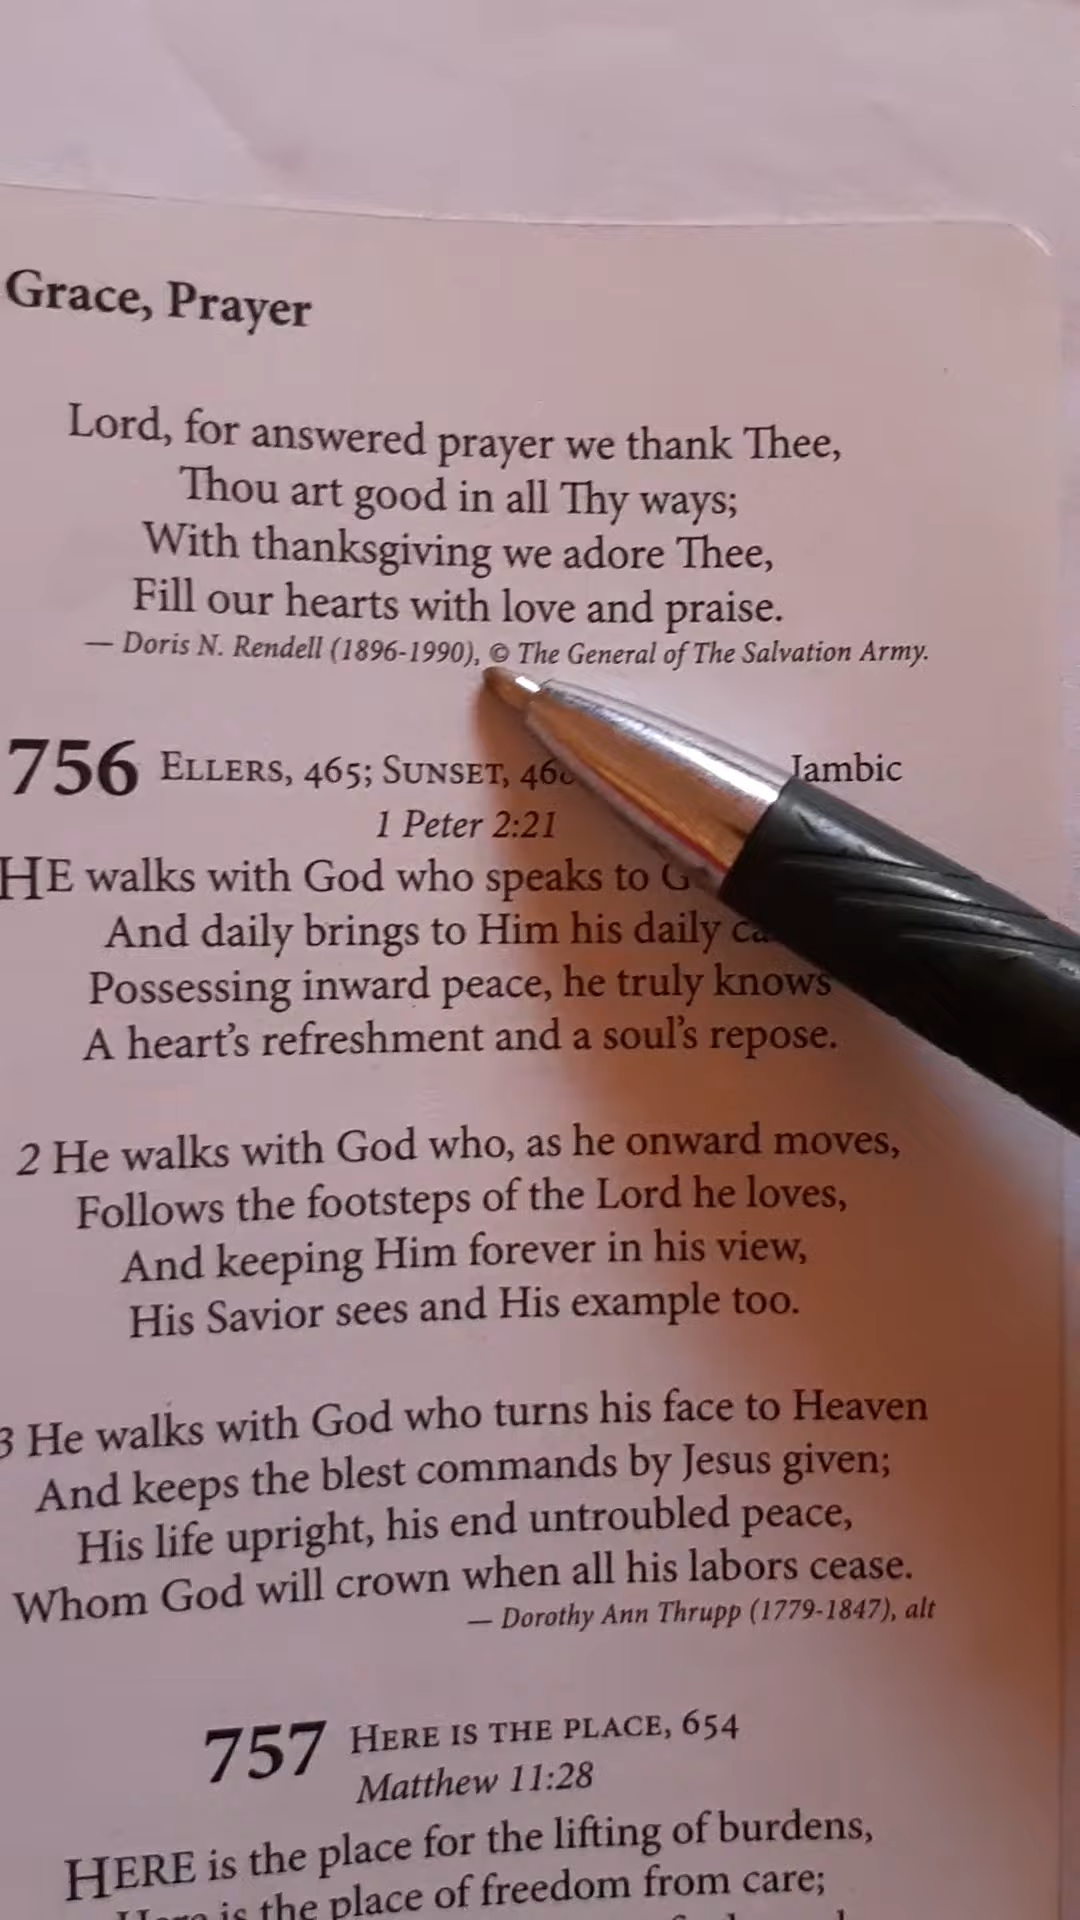 Grace, Prayer
Lord, for answered prayer we thank Thee,
Thou art good in all Thy ways;
With thanksgiving we adore Thee,
Fill our hearts with love and praise.
— Doris N. Rendell (1896-1990), © The General of The Salvation Army.
756 ELLERS, 465; SUNSET, Iambic
1 Peter 2:21
HE walks with God who speaks to
And daily brings to Him his daily
Possessing inward peace, he truly knows
A heart's refreshment and a soul's repose.
2 He walks with God who, as he onward moves,
Follows the footsteps of the Lord he loves,
And keeping Him forever in his view,
His Savior sees and His example too.
3 He walks with God who turns his face to Heaven
And keeps the blest commands by Jesus given;
His life upright, his end untroubled peace,
Whom God will crown when all his labors cease.
— Dorothy Ann Thrupp (1779-1847), alt
757 HERE IS THE PLACE, 654
Matthew 11:28
HERE is the place for the lifting of burdens,
Here is the place of freedom from care;